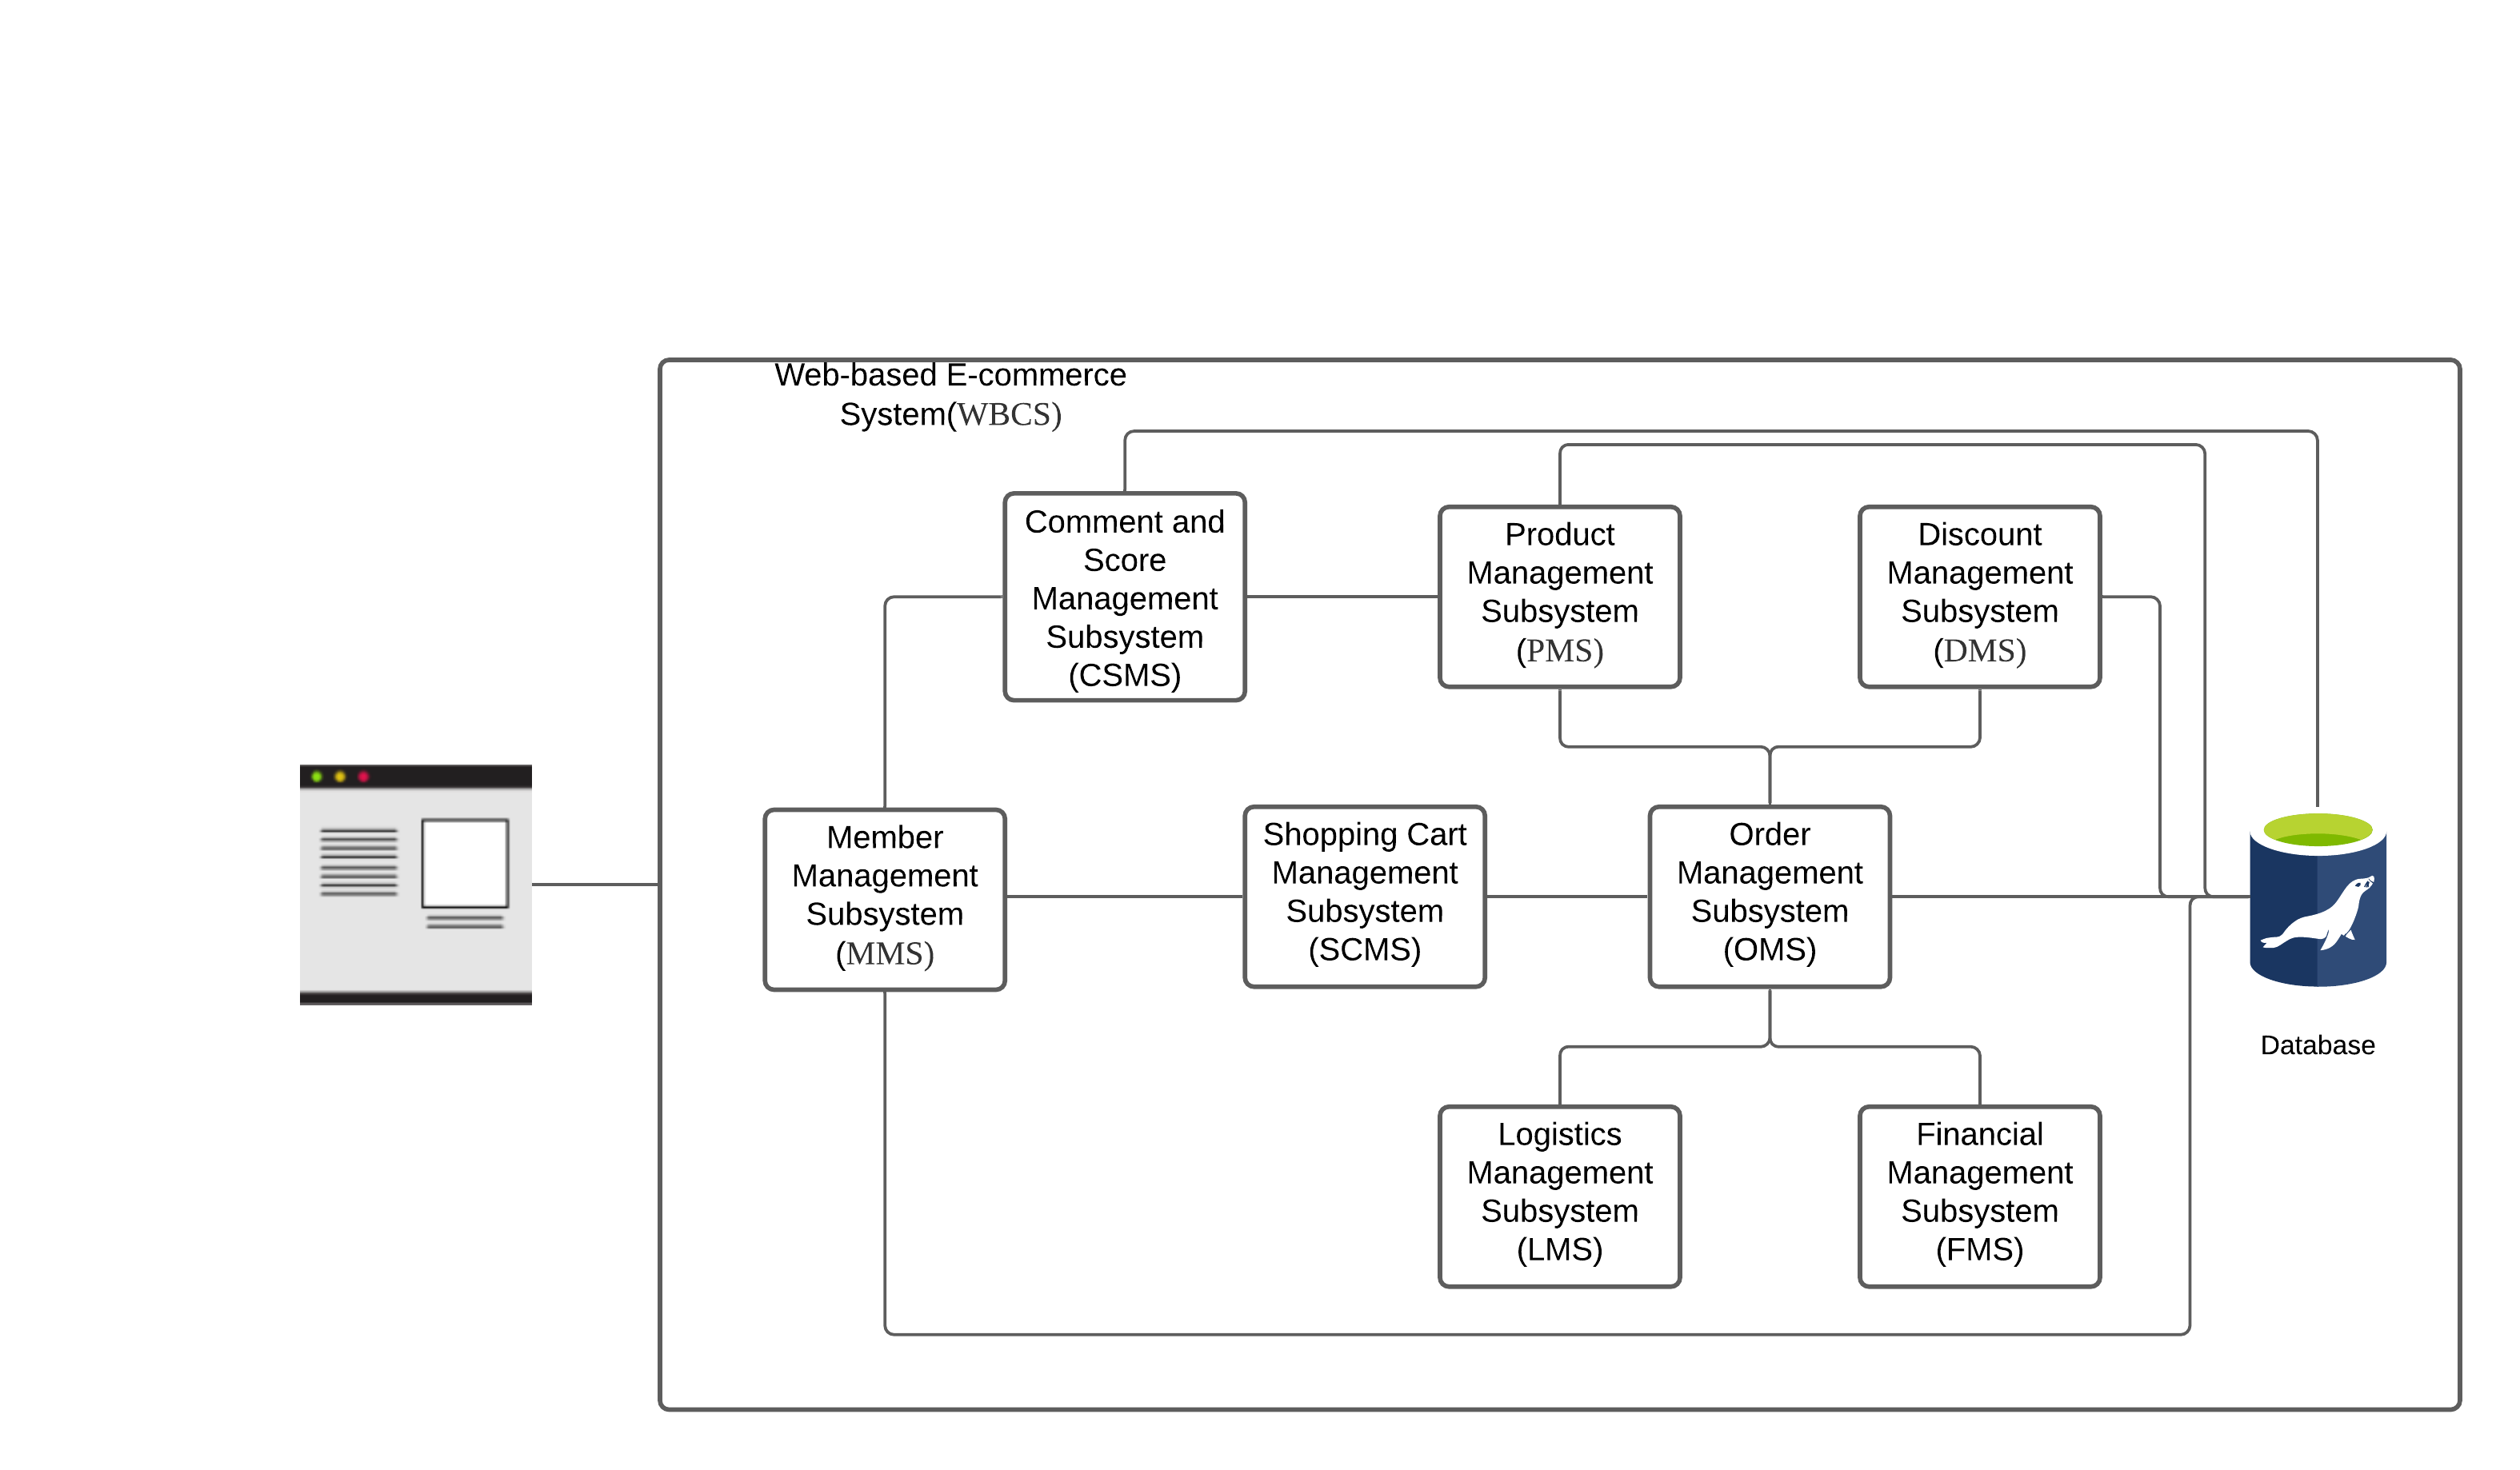 Web-based E-commerce
System(WBCS)
Comment and
Score
Management
Subsystem
(CSMS)
Product
Management
Subsystem
(PMS)
Discount
Management
Subsystem
(DMS)
Member
Management
Subsystem
(MMS)
Shopping Cart
Management
Subsystem
(SCMS)
Order
Management
Subsystem
(OMS)
Database
Logistics
Management
Subsystem
(LMS)
Financial
Management
Subsystem
(FMS)